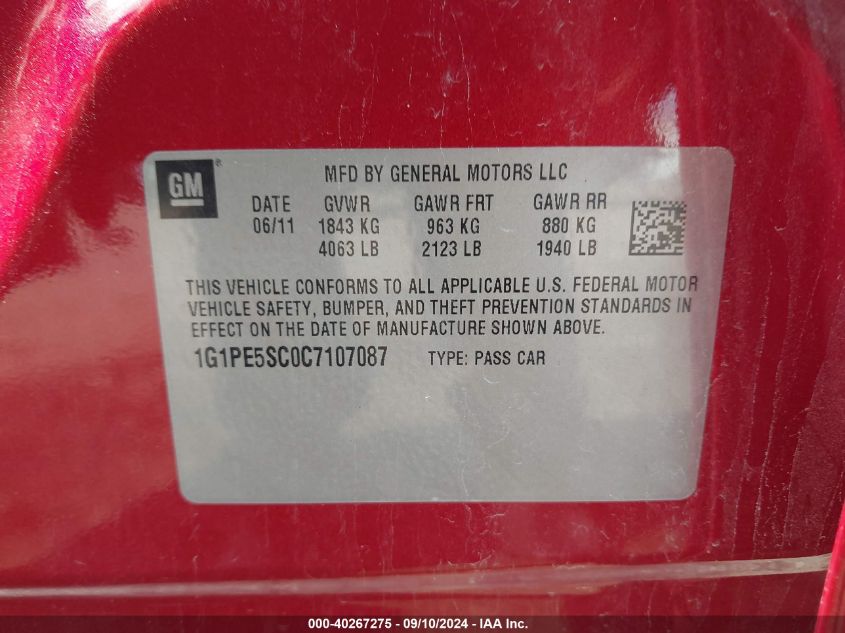 GM ®
MFD BY GENERAL MOTORS LLC
DATE GVWR GAWR FRT GAWR RR
06/11 1843 KG 963 KG 880 KG
4063 LB 2123 LB 1940 LB
THIS VEHICLE CONFORMS TO ALL APPLICABLE U.S. FEDERAL MOTOR
VEHICLE SAFETY, BUMPER, AND THEFT PREVENTION STANDARDS IN
EFFECT ON THE DATE OF MANUFACTURE SHOWN ABOVE.
1G1PE5SC0C7107087 TYPE: PASS CAR
000-40267275 - 09/10/2024 - IAA Inc.